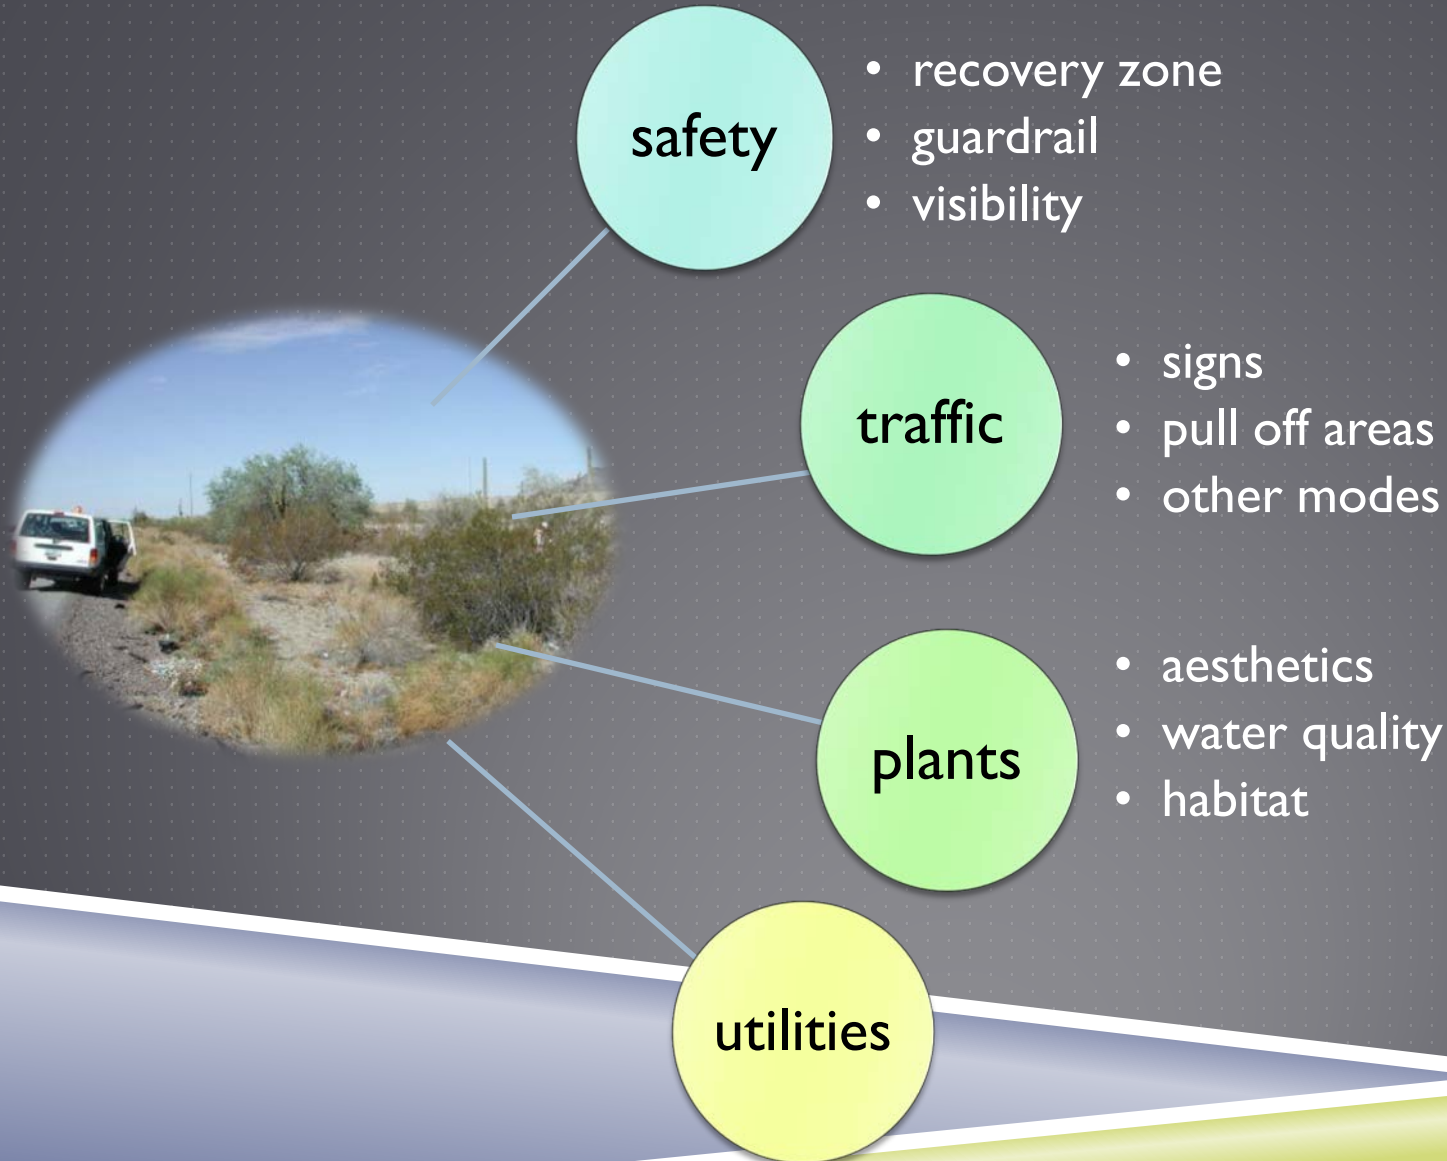 safety
• recovery zone
• guardrail
• visibility
traffic
• signs
• pull off areas
• other modes
plants
• aesthetics
• water quality
• habitat
utilities